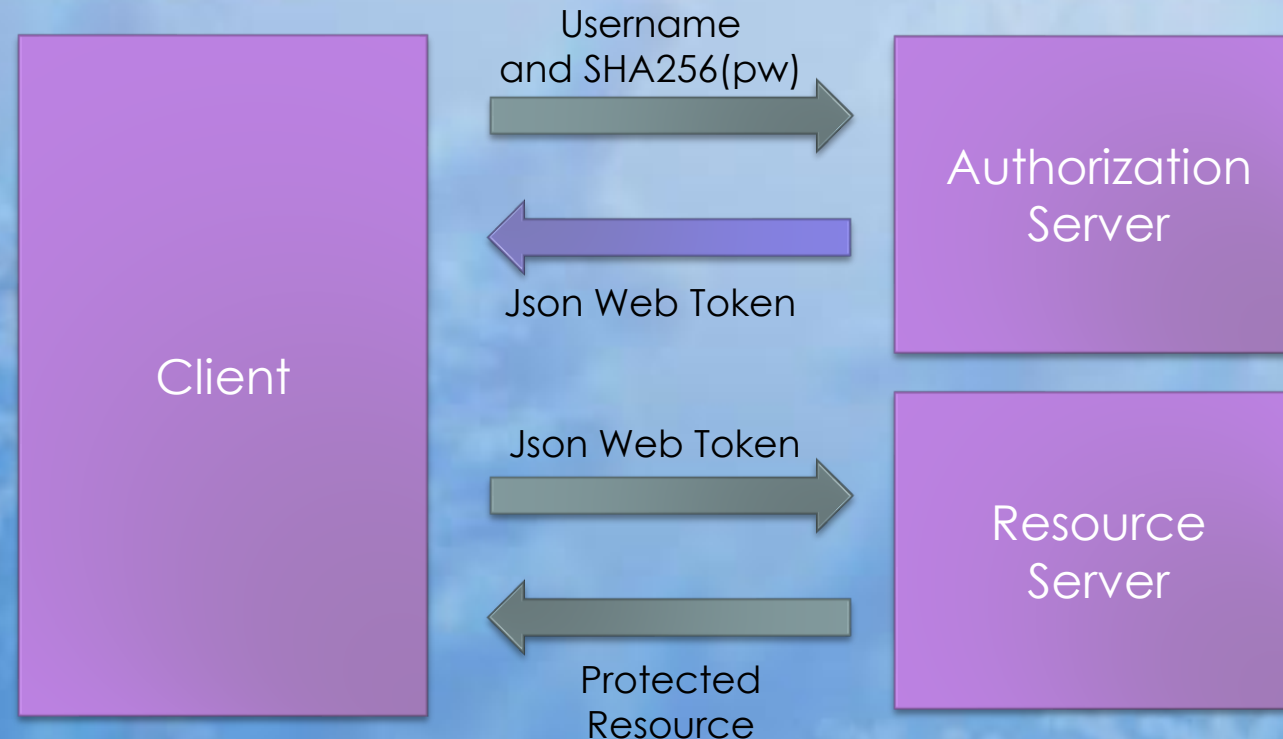 Username
and SHA256(pw)
Authorization
Server
Json Web Token
Client
Json Web Token
Resource
Server
Protected
Resource